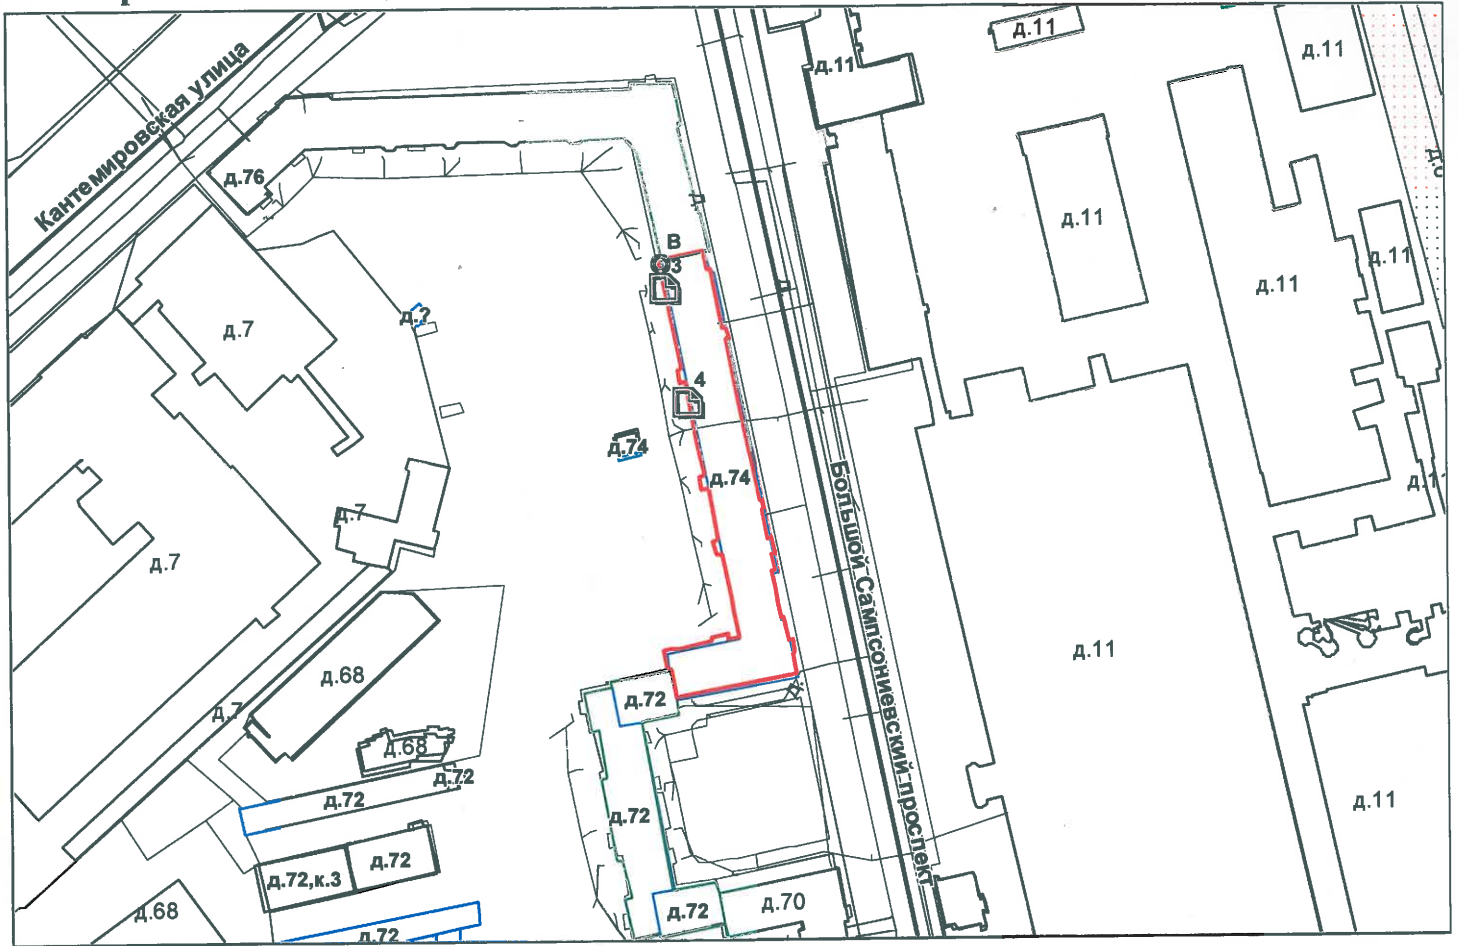 д.11
д.11
д.11
Кантемировская улица
д.76
д.11
В
3
д.11
д.11
д.7
д.?
4
д.74
д.74
д.7
д.7
Большой Сампсониевский проспект
д.11
д.68
д.72
д.7
д.68
д.72
д.72
д.72
д.11
д.72
д.72,к.3
д.70
д.68
д.72
д.72